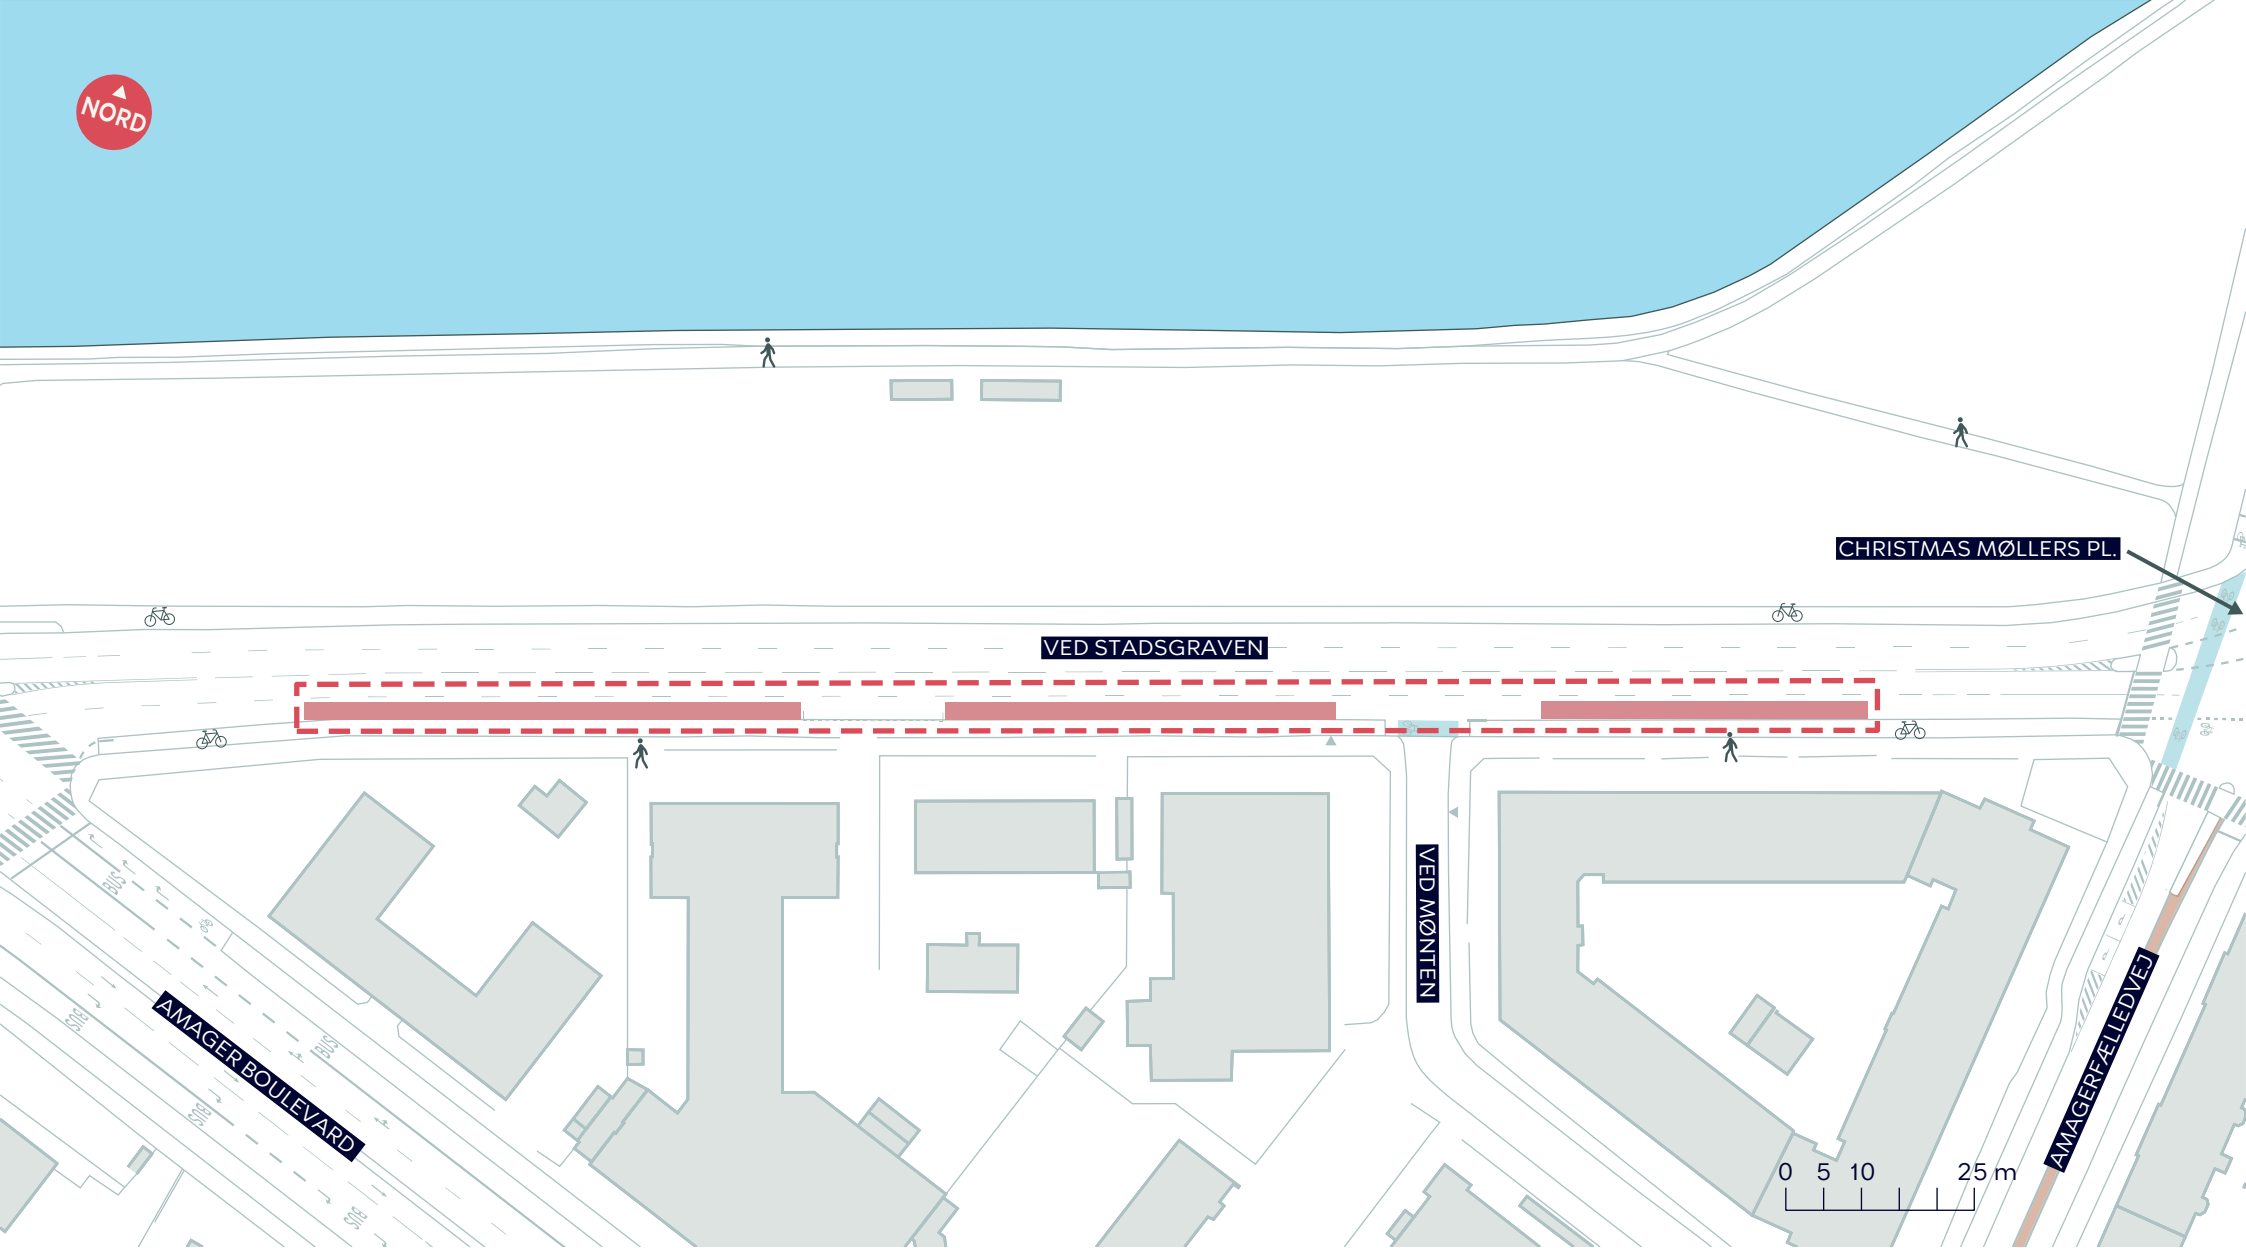 NORD
CHRISTMAS MØLLERS PL.
VED STADSGRAVEN
VED MØNTEN
BUS
BUS
BUS
BUS
BUS
AMAGER BOULEVARD
AMAGERFÆLLEDVEJ
0 5 10 25 m